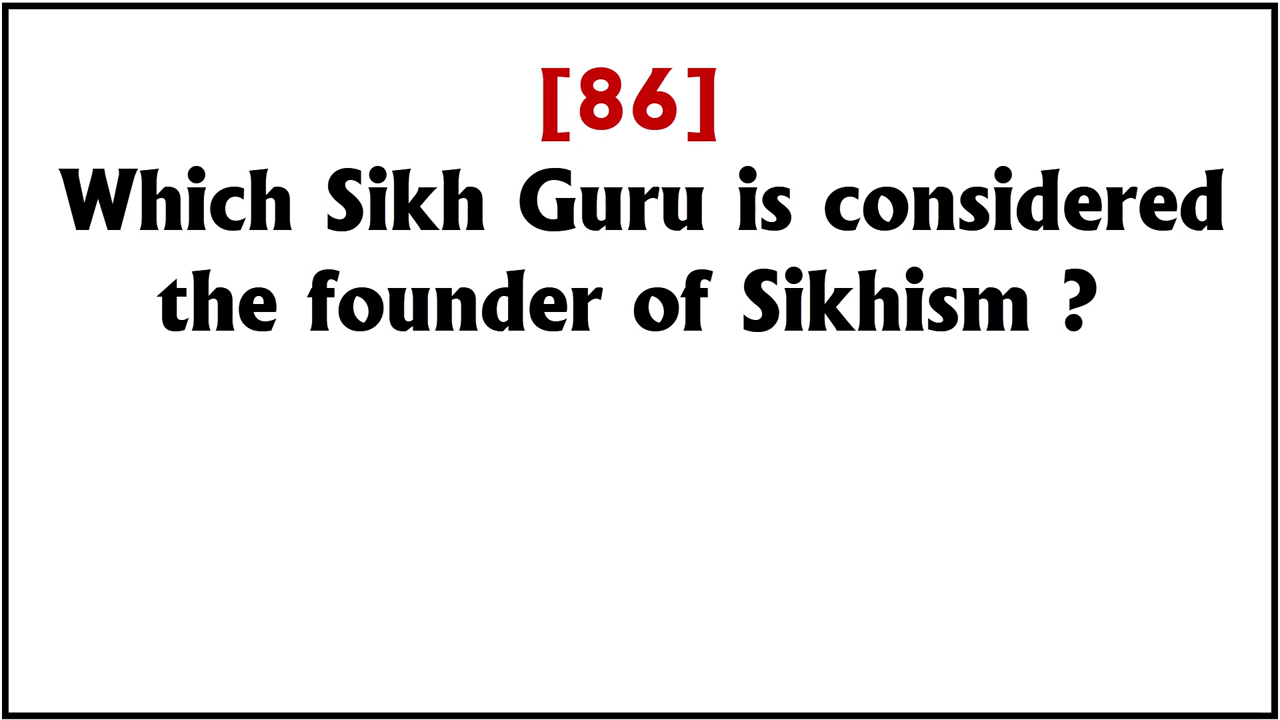 [86]
Which Sikh Guru is considered
the founder of Sikhism ?